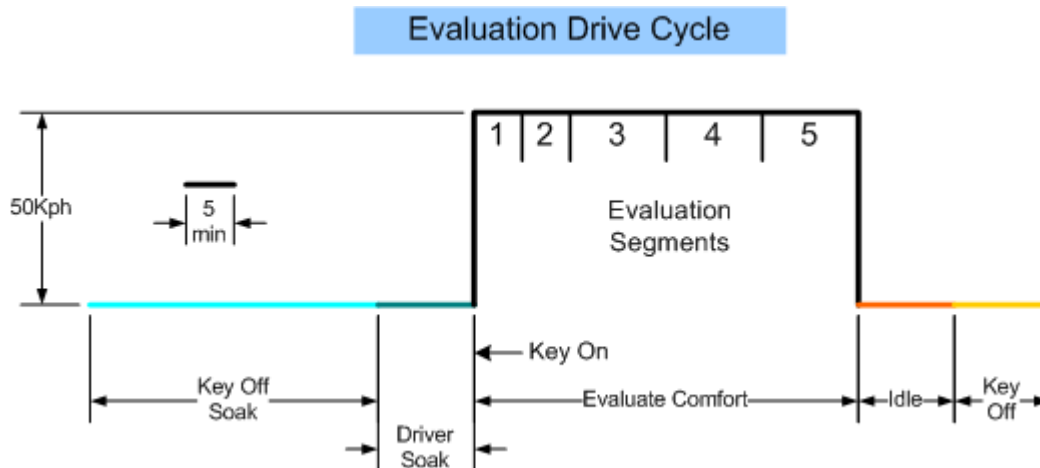 Evaluation Drive Cycle
1 2 3 4 5
50Kph
5
min
Evaluation
Segments
Key On
Key Off
Soak
Evaluate Comfort
Idle
Key
Off
Driver
Soak